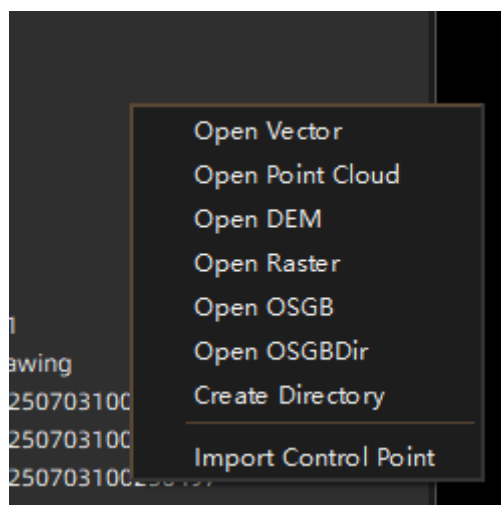 Open Vector
Open Point Cloud
Open DEM
Open Raster
Open OSGB
Open OSGBDir
awing
Create Directory
250703100
250703100
Import Control Point
250703100